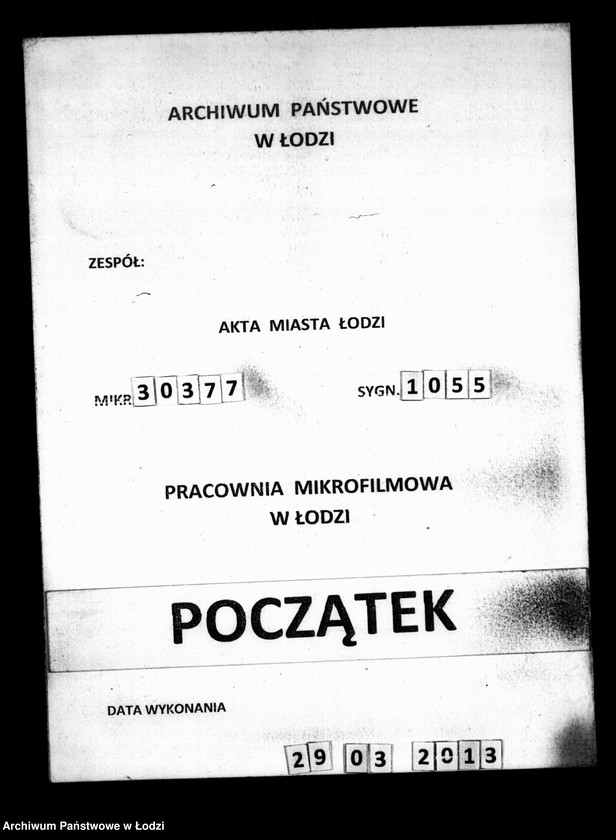 ARCHIWUM PAŃSTWOWE
W ŁODZI
ZESPÓŁ:
AKTA MIASTA ŁODZI
MIKR. 30377 SYGN. 1055
PRACOWNIA MIKROFILMOWA
W ŁODZI
POCZĄTEK
DATA WYKONANIA
29 03 2013
Archiwum Państwowe w Łodzi